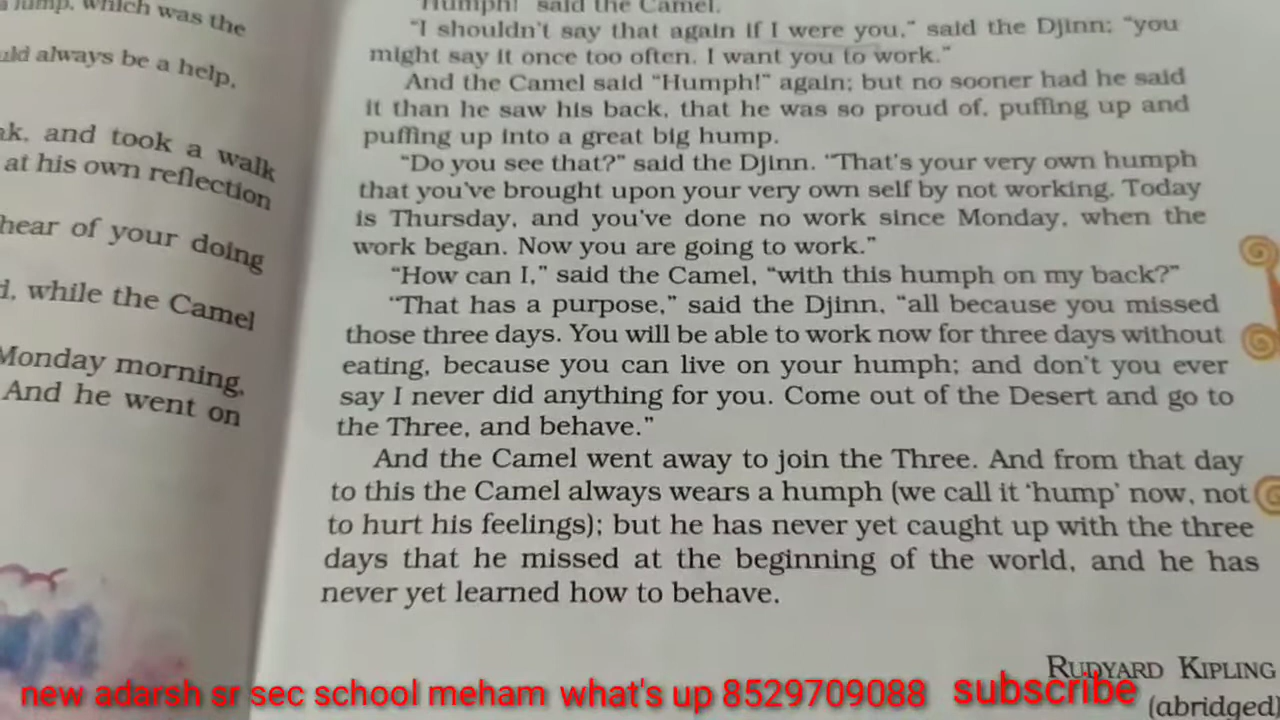 lump, which was the
uld always be a help,
ak, and took a walk
at his own reflection
hear of your doing
d, while the Camel
Monday morning,
And he went on
"Humph!" said the Camel.
"I shouldn't say that again if I were you," said the Djinn; "you
might say it once too often. I want you to work."
And the Camel said "Humph!" again; but no sooner had he said
it than he saw his back, that he was so proud of, puffing up and
puffing up into a great big hump.
"Do you see that?" said the Djinn. "That's your very own humph
that you've brought upon your very own self by not working. Today
is Thursday, and you've done no work since Monday, when the
work began. Now you are going to work."
"How can I," said the Camel, "with this humph on my back?"
"That has a purpose," said the Djinn, "all because you missed
those three days. You will be able to work now for three days without
eating, because you can live on your humph; and don't you ever
say I never did anything for you. Come out of the Desert and go to
the Three, and behave."
And the Camel went away to join the Three. And from that day
to this the Camel always wears a humph (we call it 'hump' now, not
to hurt his feelings); but he has never yet caught up with the three
days that he missed at the beginning of the world, and he has
never yet learned how to behave.
RUDYARD KIPLING
(abridged)
new adarsh sr sec school meham what's up 8529709088 subscribe